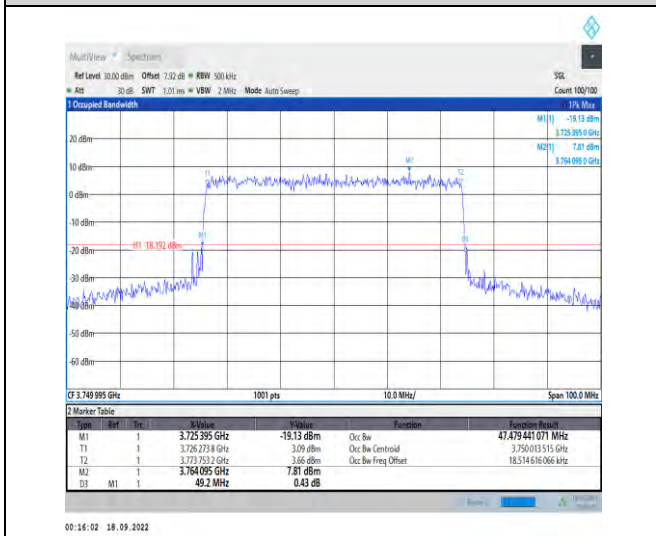 MultiView Spectrum
Ref Level 30.00 dBm Offset 7.92 dB RBW 500 kHz SGL
Att 30 dB SWT 1.01 ms VBW 2 MHz Mode Auto Sweep Count 100/100
1 Occupied Bandwidth 1Pk Max
M1[1] -19.13 dBm
3.725 395 0 GHz
M2[1] 7.81 dBm
3.764 095 0 GHz
20 dBm
10 dBm
0 dBm
-10 dBm
-20 dBm
-30 dBm
-40 dBm
-50 dBm
-60 dBm
T1
M2
T2
M1
D3
H1 -18.192 dBm
CF 3.749 995 GHz 1001 pts 10.0 MHz/ Span 100.0 MHz
2 Marker Table
Type Ref Trc X-Value Y-Value Function Function Result
M1 1 3.725 395 GHz -19.13 dBm Occ Bw 47.479 441 071 MHz
T1 1 3.726 273 8 GHz 3.09 dBm Occ Bw Centroid 3.750 013 515 GHz
T2 1 3.773 753 2 GHz 3.66 dBm Occ Bw Freq Offset 18.514 616 066 kHz
M2 1 3.764 095 GHz 7.81 dBm
D3 M1 1 49.2 MHz 0.43 dB
00:16:02 18.09.2022